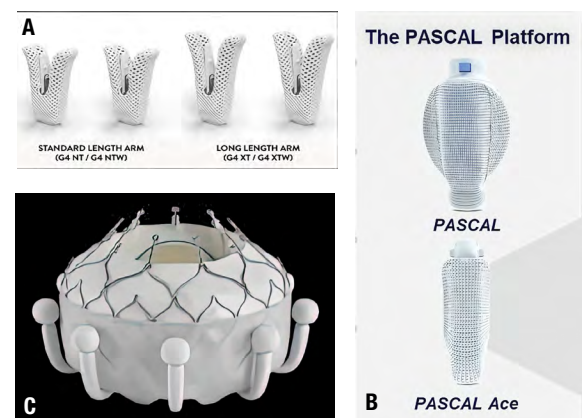 A
STANDARD LENGTH ARM
(G4 NT / G4 NTW)
LONG LENGTH ARM
(G4 XT / G4 XTW)
The PASCAL Platform
PASCAL
PASCAL Ace
B
C